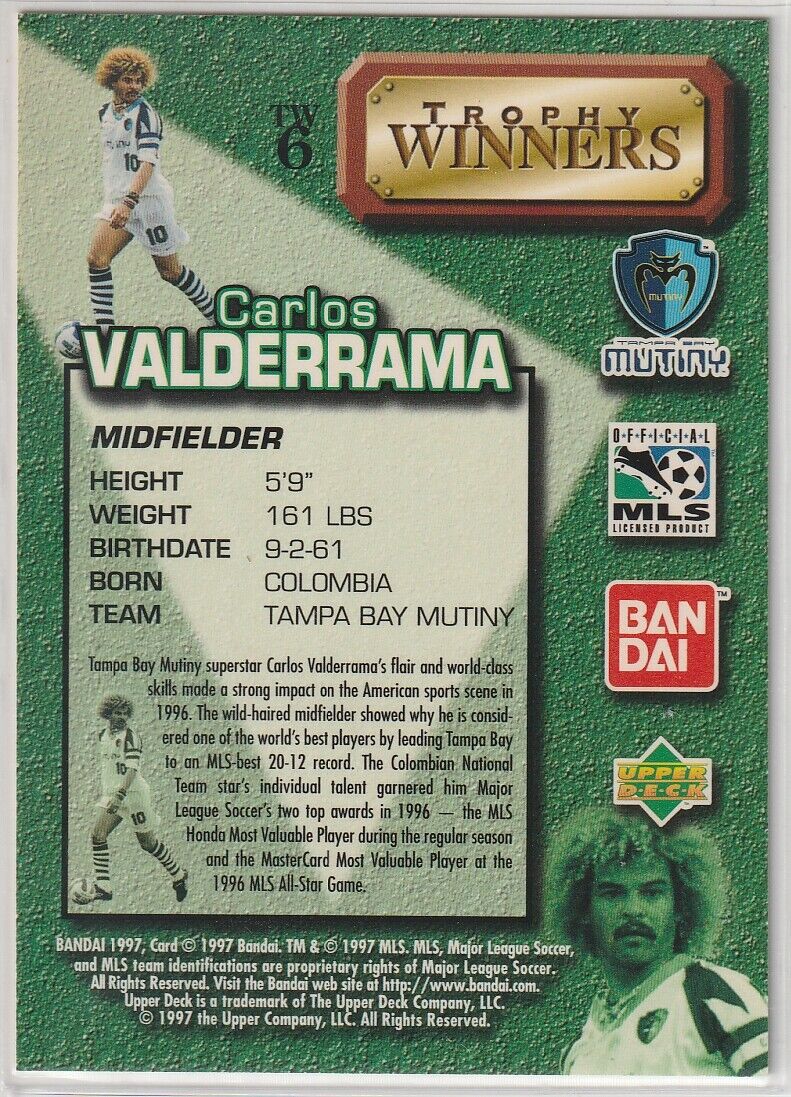 TW
6
TROPHY
WINNERS
10
10
MUTINY
TAMPA BAY
MUTINY
Carlos
VALDERRAMA
MIDFIELDER
HEIGHT 5'9"
WEIGHT 161 LBS
BIRTHDATE 9-2-61
BORN COLOMBIA
TEAM TAMPA BAY MUTINY
O·F·F·I·C·I·A·L
MLS
LICENSED PRODUCT
BAN
DAI
TM
UPPER
D·E·C·K
Tampa Bay Mutiny superstar Carlos Valderrama's flair and world-class
skills made a strong impact on the American sports scene in
1996. The wild-haired midfielder showed why he is consid-
ered one of the world's best players by leading Tampa Bay
to an MLS-best 20-12 record. The Colombian National
Team star's individual talent garnered him Major
League Soccer's two top awards in 1996 — the MLS
Honda Most Valuable Player during the regular season
and the MasterCard Most Valuable Player at the
1996 MLS All-Star Game.
10
BANDAI 1997, Card © 1997 Bandai. TM & © 1997 MLS. MLS, Major League Soccer,
and MLS team identifications are proprietary rights of Major League Soccer.
All Rights Reserved. Visit the Bandai web site at http://www.bandai.com.
Upper Deck is a trademark of The Upper Deck Company, LLC.
© 1997 the Upper Company, LLC. All Rights Reserved.